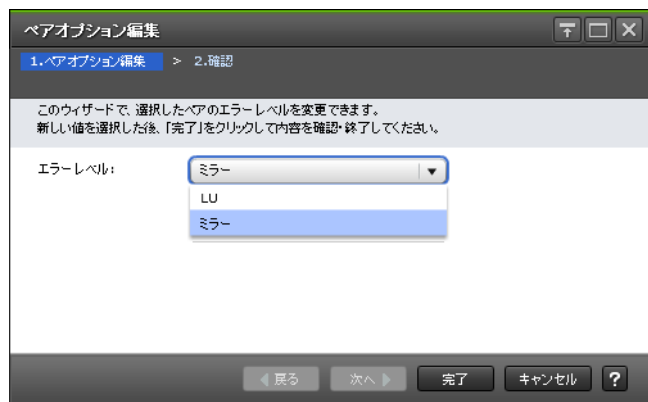 ペアオプション編集
1.ペアオプション編集 > 2.確認
このウィザードで、選択したペアのエラーレベルを変更できます。
新しい値を選択した後、「完了」をクリックして内容を確認・終了してください。
エラーレベル: ミラー
LU
ミラー
戻る 次へ 完了 キャンセル ?